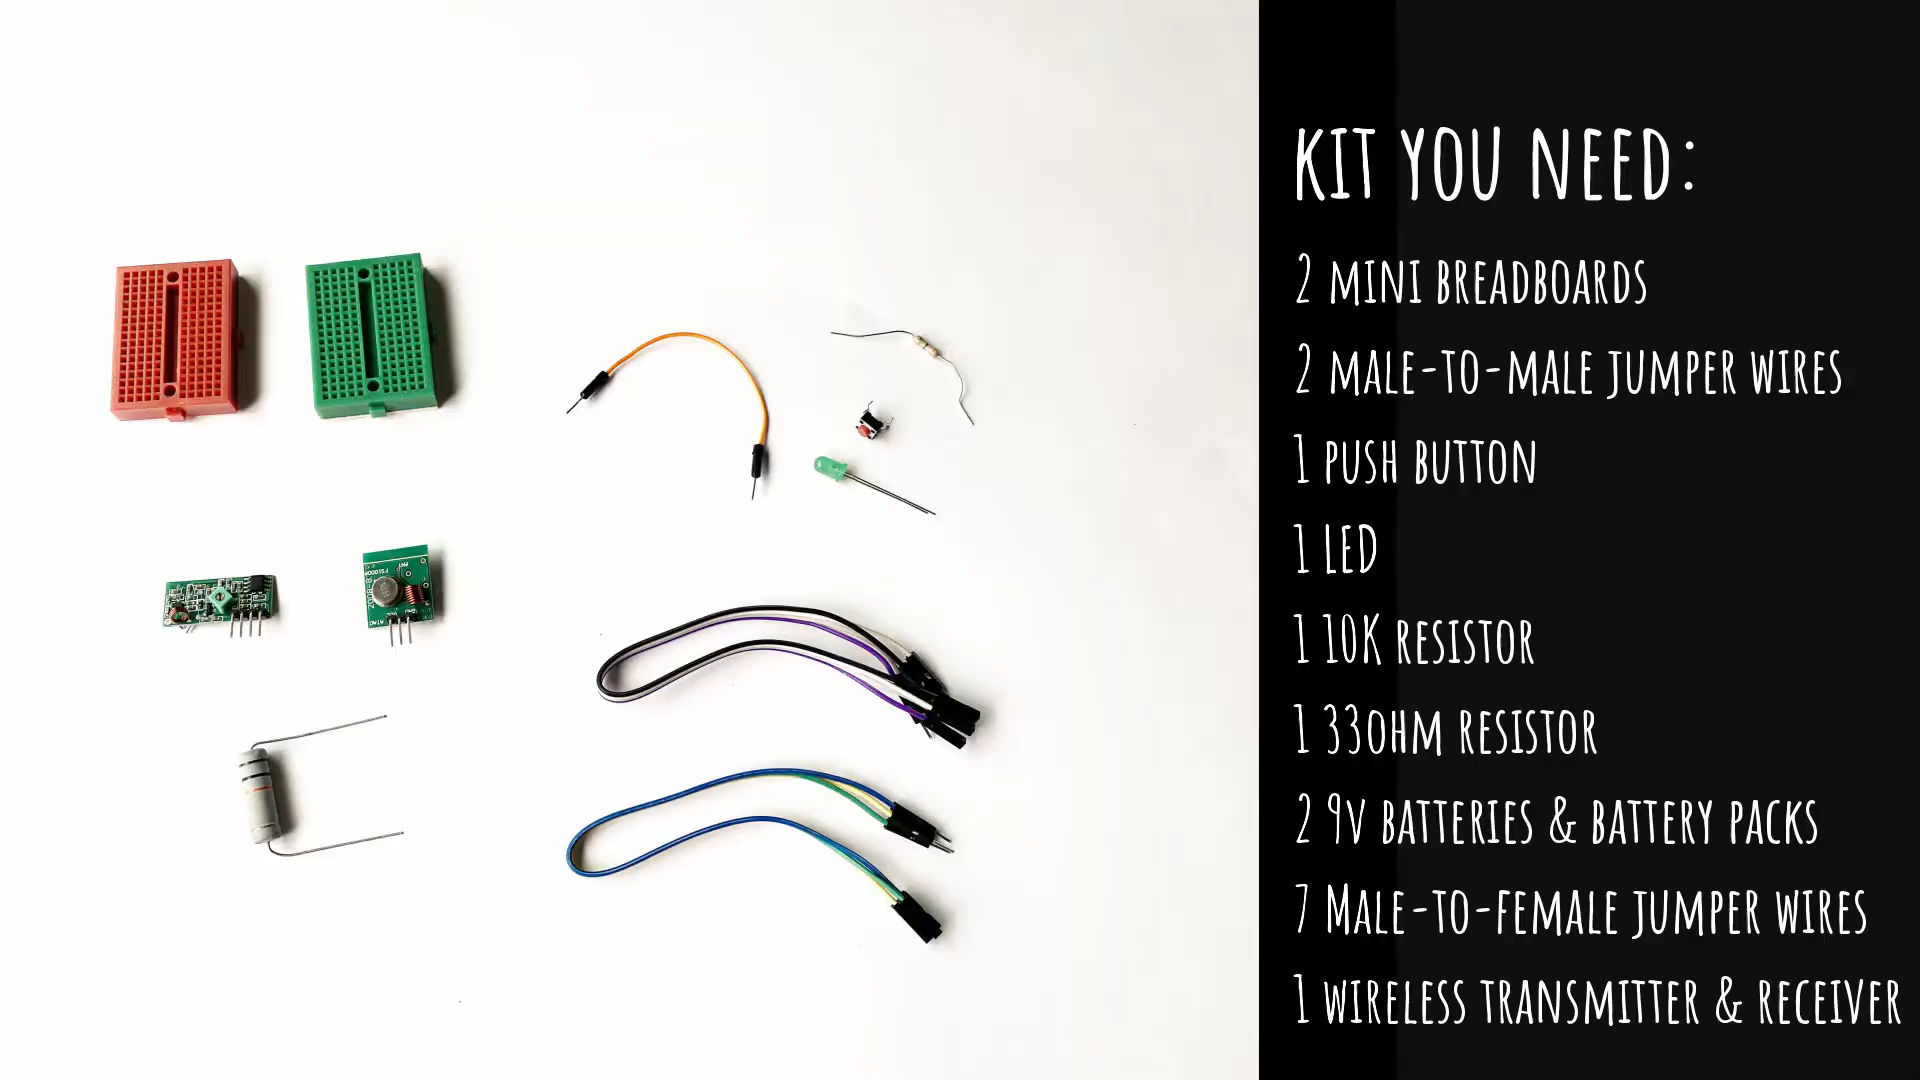 KIT YOU NEED:
2 MINI BREADBOARDS
2 MALE-TO-MALE JUMPER WIRES
1 PUSH BUTTON
1 LED
1 10K RESISTOR
1 33OHM RESISTOR
2 9V BATTERIES & BATTERY PACKS
7 MALE-TO-FEMALE JUMPER WIRES
1 WIRELESS TRANSMITTER & RECEIVER